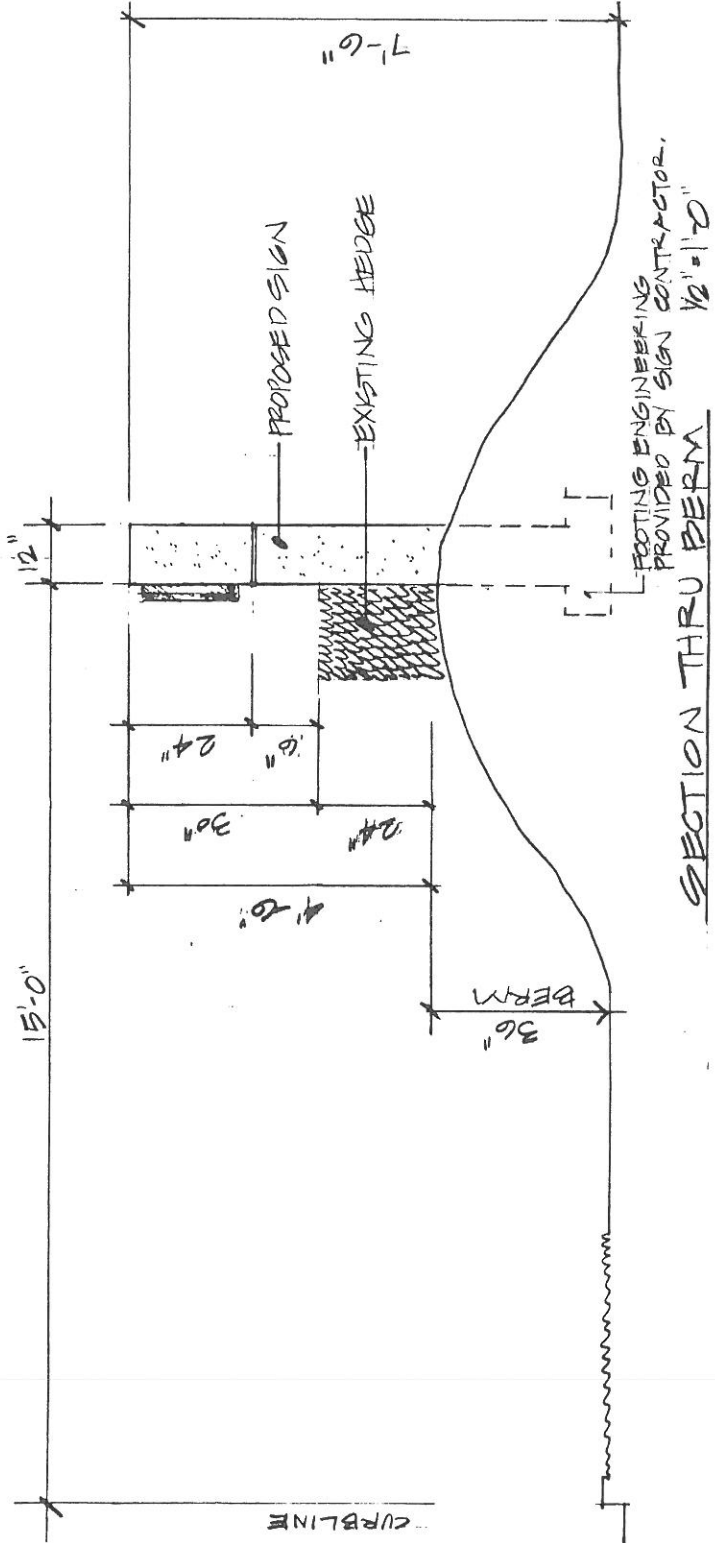 15'-0"
12"
7'-6"
24"
6"
30"
24"
4'-6"
PROPOSED SIGN
EXISTING HEDGE
36"
BERM
CURBLINE
FOOTING ENGINEERING
PROVIDED BY SIGN CONTRACTOR.
SECTION THRU BERM
1/2"=1'-0"